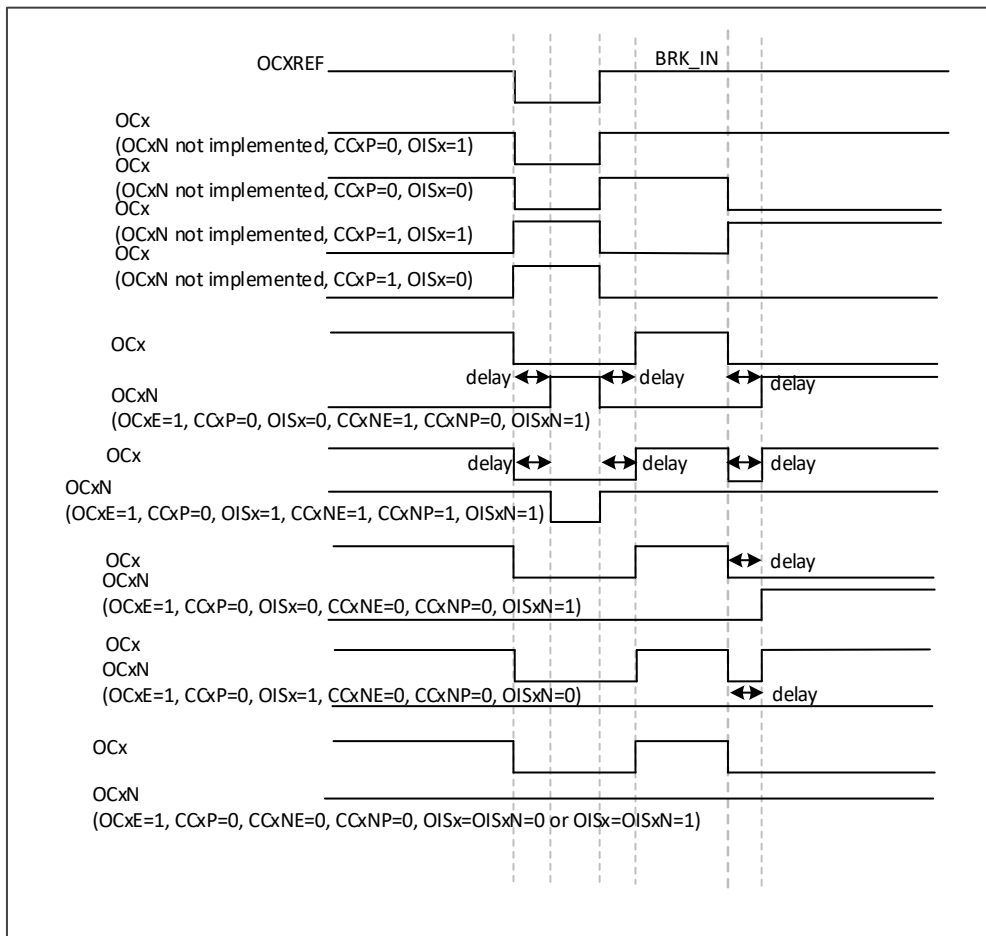 OCXREF
BRK_IN
OCx
(OCxN not implemented, CCxP=0, OISx=1)
OCx
(OCxN not implemented, CCxP=0, OISx=0)
OCx
(OCxN not implemented, CCxP=1, OISx=1)
OCx
(OCxN not implemented, CCxP=1, OISx=0)
OCx
delay
delay
delay
OCxN
(OCxE=1, CCxP=0, OISx=0, CCxNE=1, CCxNP=0, OISxN=1)
OCx
delay
delay
delay
OCxN
(OCxE=1, CCxP=0, OISx=1, CCxNE=1, CCxNP=1, OISxN=1)
OCx
delay
OCxN
(OCxE=1, CCxP=0, OISx=0, CCxNE=0, CCxNP=0, OISxN=1)
OCx
OCxN
(OCxE=1, CCxP=0, OISx=1, CCxNE=0, CCxNP=0, OISxN=0)
delay
OCx
OCxN
(OCxE=1, CCxP=0, CCxNE=0, CCxNP=0, OISx=OISxN=0 or OISx=OISxN=1)